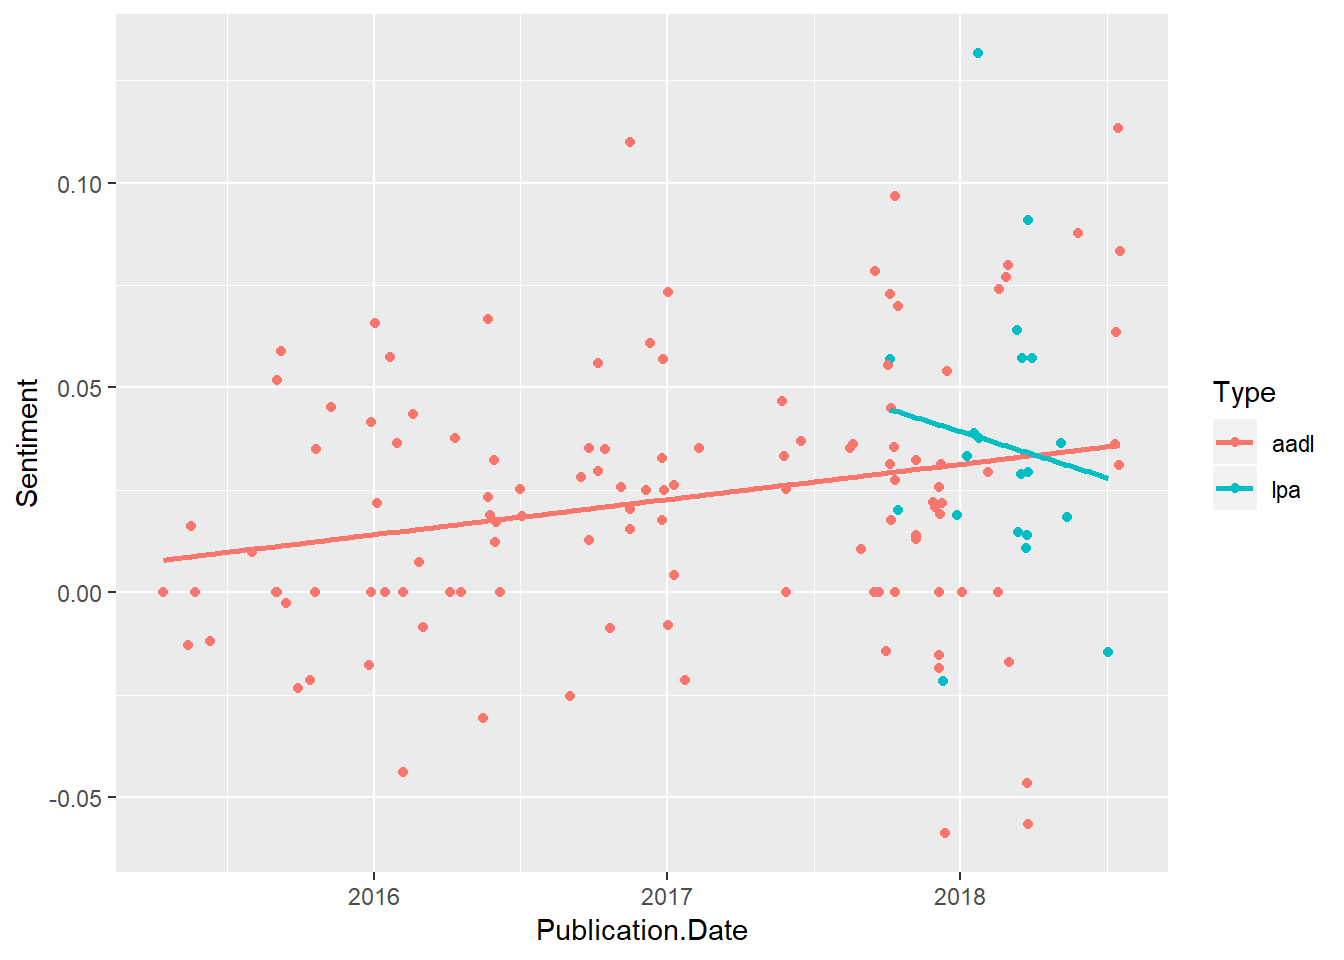 Sentiment
0.10
0.05
0.00
-0.05
2016
2017
2018
Publication.Date
Type
aadl
lpa